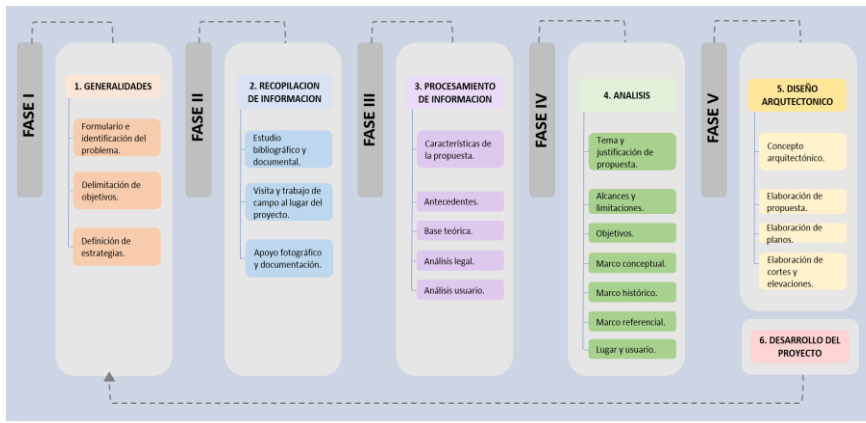 FASE I
1. GENERALIDADES
Formulario e
identificación del
problema.
Delimitación de
objetivos.
Definición de
estrategias.
FASE II
2. RECOPILACION
DE INFORMACION
Estudio
bibliográfico y
documental.
Visita y trabajo de
campo al lugar del
proyecto.
Apoyo fotográfico
y documentación.
FASE III
3. PROCESAMIENTO
DE INFORMACION
Características de
la propuesta.
Antecedentes.
Base teórica.
Análisis legal.
Análisis usuario.
FASE IV
4. ANALISIS
Tema y
justificación de
propuesta.
Alcances y
limitaciones.
Objetivos.
Marco conceptual.
Marco histórico.
Marco referencial.
Lugar y usuario.
FASE V
5. DISEÑO
ARQUTECTONICO
Concepto
arquitectónico.
Elaboración de
propuesta.
Elaboración de
planos.
Elaboración de
cortes y
elevaciones.
6. DESARROLLO DEL
PROYECTO